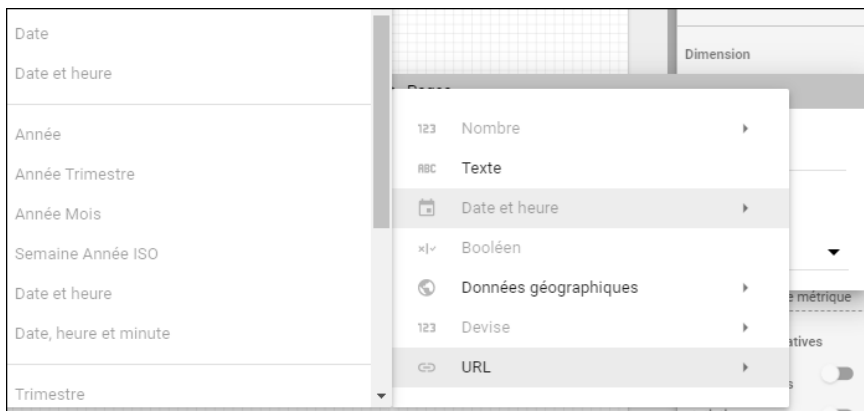 Date
Date et heure
Année
Année Trimestre
Année Mois
Semaine Année ISO
Date et heure
Date, heure et minute
Trimestre
123 Nombre
ABC Texte
Date et heure
Booléen
Données géographiques
123 Devise
URL
Dimension
métrique